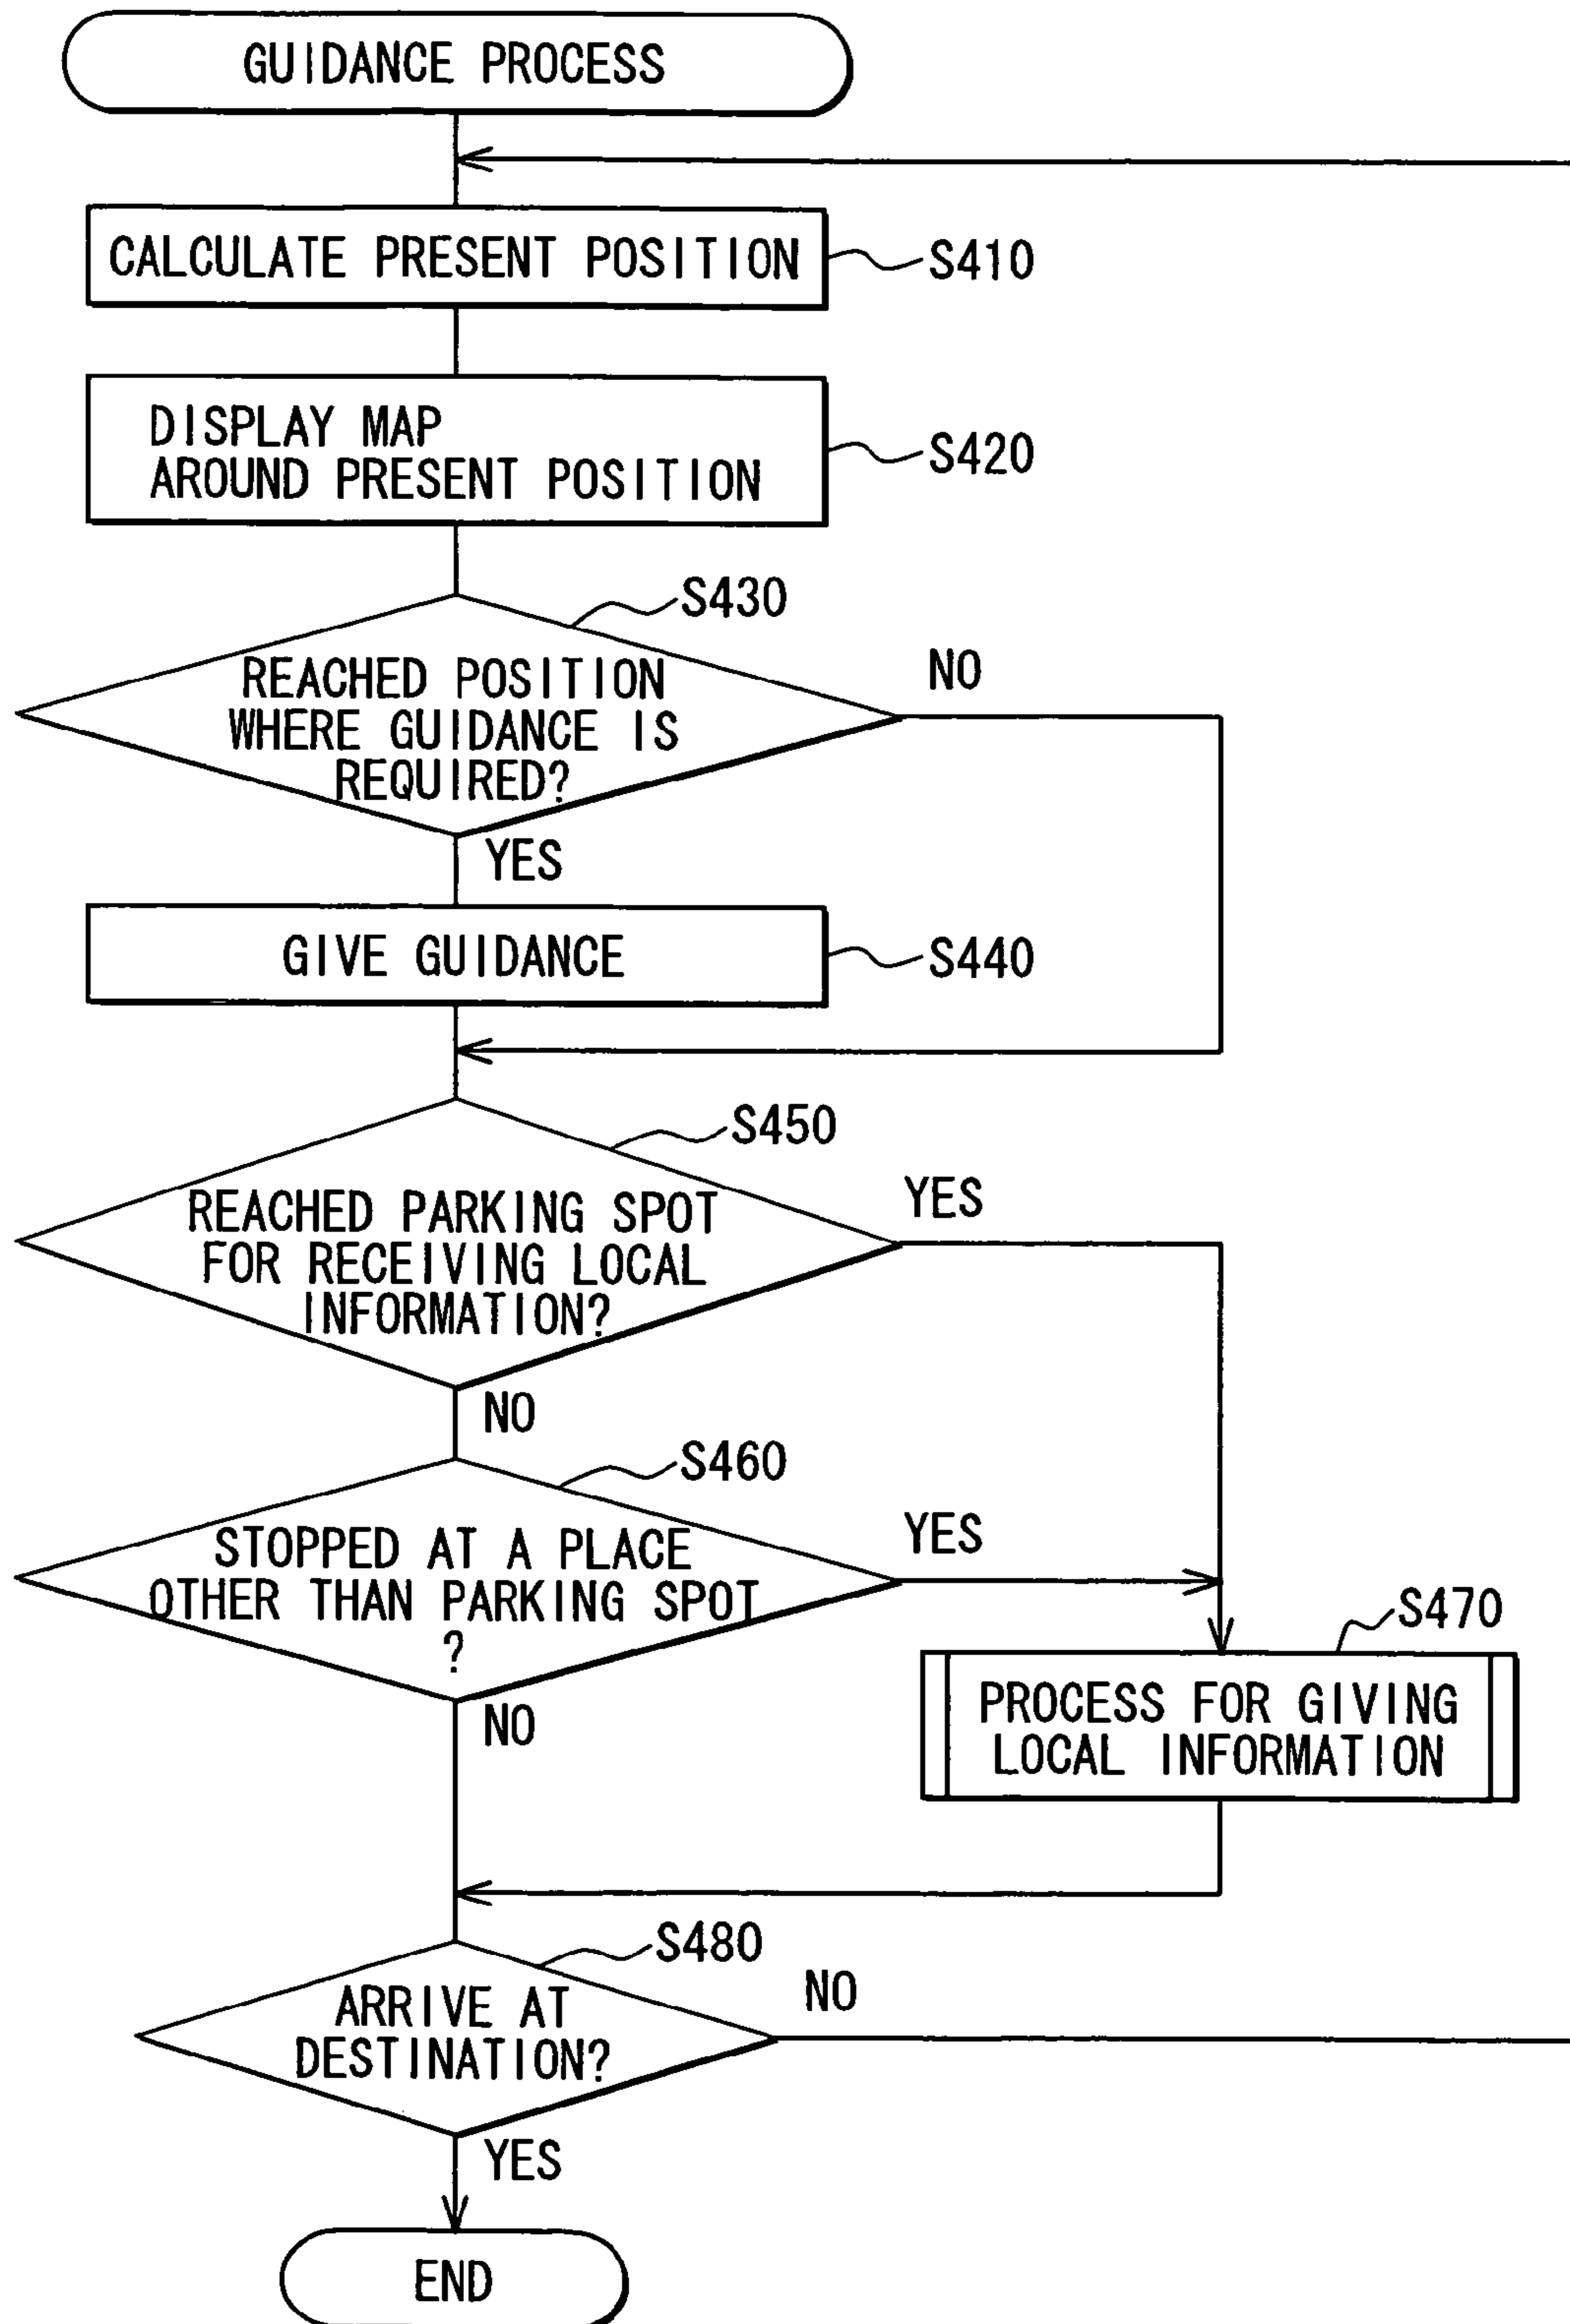 GUIDANCE PROCESS
CALCULATE PRESENT POSITION
S410
DISPLAY MAP
AROUND PRESENT POSITION
S420
S430
REACHED POSITION
WHERE GUIDANCE IS
REQUIRED?
NO
YES
GIVE GUIDANCE
S440
S450
REACHED PARKING SPOT
FOR RECEIVING LOCAL
INFORMATION?
YES
NO
S460
STOPPED AT A PLACE
OTHER THAN PARKING SPOT
?
YES
NO
S470
PROCESS FOR GIVING
LOCAL INFORMATION
S480
ARRIVE AT
DESTINATION?
NO
YES
END